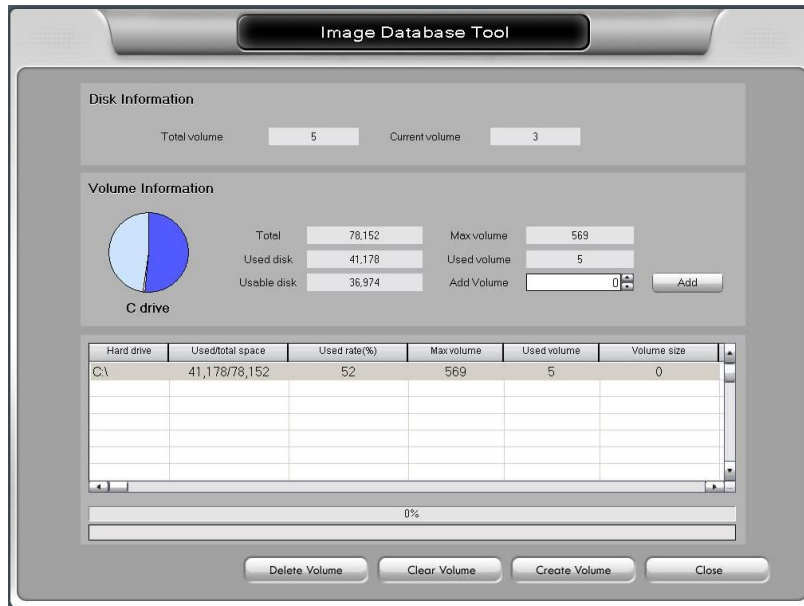 Image Database Tool
Disk Information
Total volume 5 Current volume 3
Volume Information
Total 78,152 Max volume 569
Used disk 41,178 Used volume 5
Usable disk 36,974 Add Volume 0 Add
C drive
Hard drive Used/total space Used rate(%) Max volume Used volume Volume size
C:\ 41,178/78,152 52 569 5 0
0%
Delete Volume Clear Volume Create Volume Close